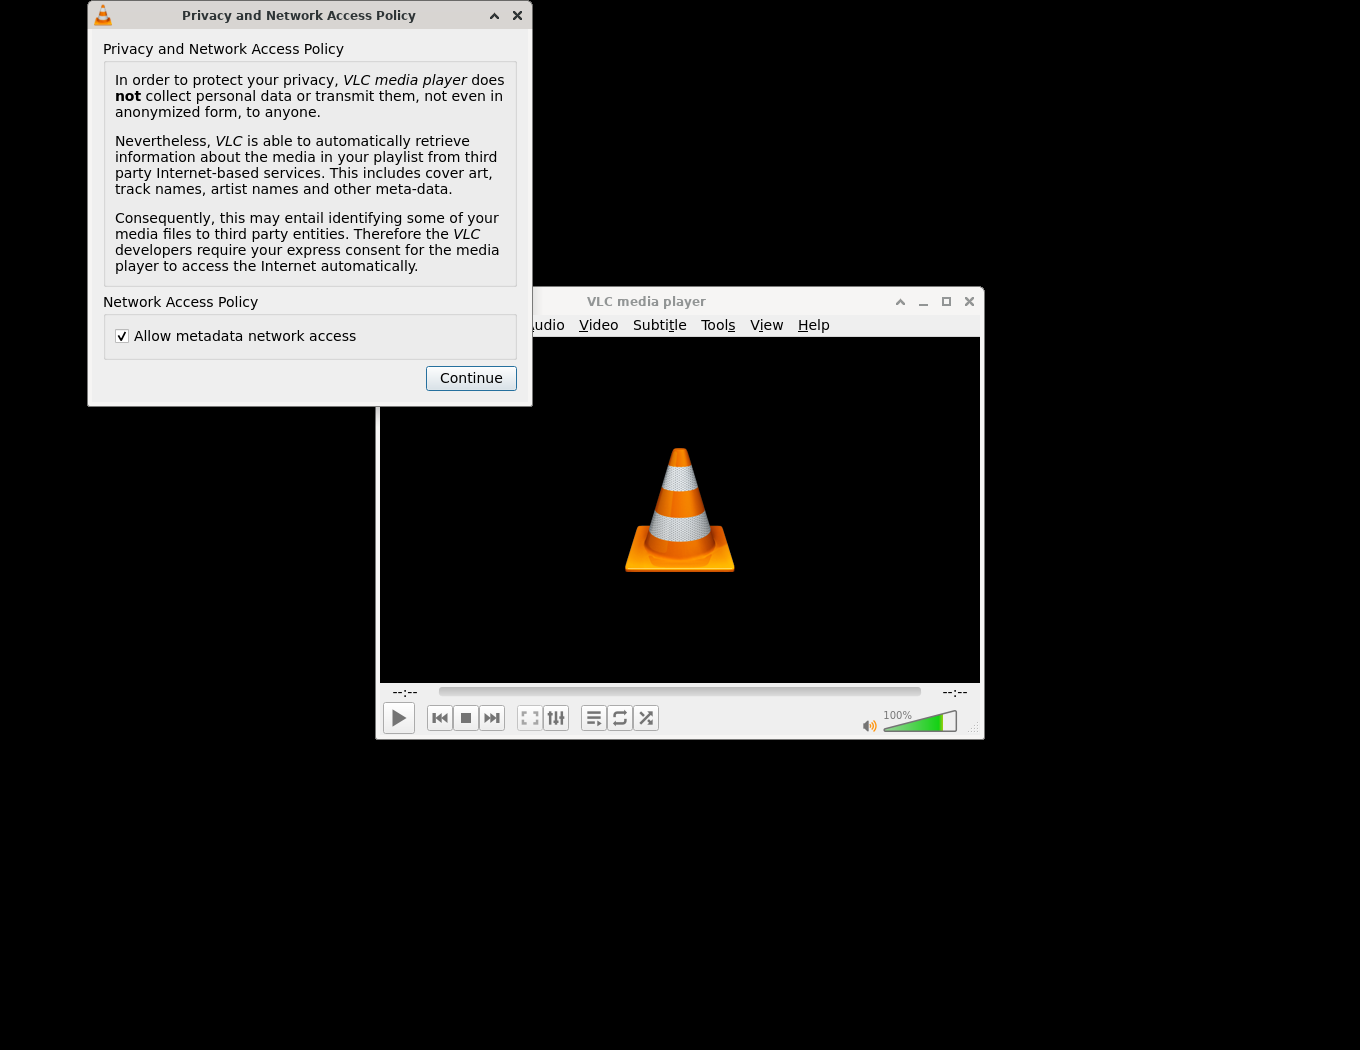 Privacy and Network Access Policy
Privacy and Network Access Policy
In order to protect your privacy, VLC media player does
not collect personal data or transmit them, not even in
anonymized form, to anyone.
Nevertheless, VLC is able to automatically retrieve
information about the media in your playlist from third
party Internet-based services. This includes cover art,
track names, artist names and other meta-data.
Consequently, this may entail identifying some of your
media files to third party entities. Therefore the VLC
developers require your express consent for the media
player to access the Internet automatically.
Network Access Policy
Allow metadata network access
Continue
VLC media player
Audio Video Subtitle Tools View Help
--:-- --:--
100%